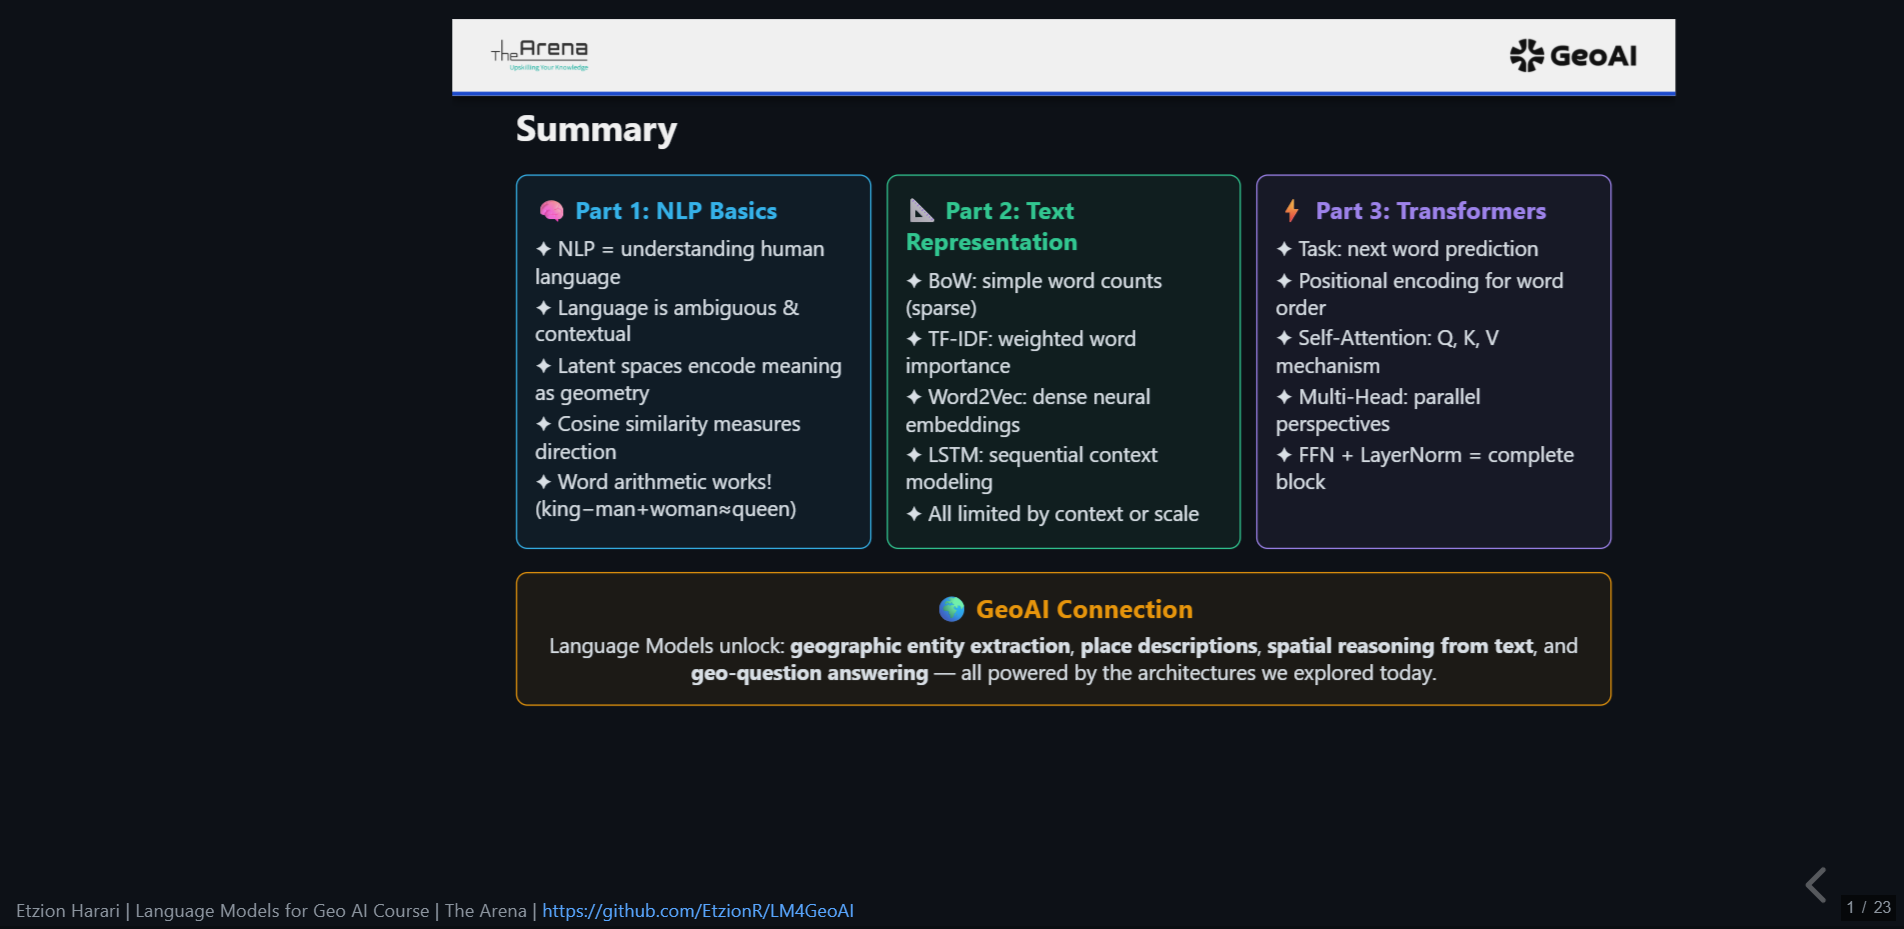 The Arena
Upskilling Your Knowledge
GeoAI
Summary
Part 1: NLP Basics
✦ NLP = understanding human
language
✦ Language is ambiguous &
contextual
✦ Latent spaces encode meaning
as geometry
✦ Cosine similarity measures
direction
✦ Word arithmetic works!
(king−man+woman≈queen)
Part 2: Text
Representation
✦ BoW: simple word counts
(sparse)
✦ TF-IDF: weighted word
importance
✦ Word2Vec: dense neural
embeddings
✦ LSTM: sequential context
modeling
✦ All limited by context or scale
Part 3: Transformers
✦ Task: next word prediction
✦ Positional encoding for word
order
✦ Self-Attention: Q, K, V
mechanism
✦ Multi-Head: parallel
perspectives
✦ FFN + LayerNorm = complete
block
GeoAI Connection
Language Models unlock: geographic entity extraction, place descriptions, spatial reasoning from text, and
geo-question answering — all powered by the architectures we explored today.
Etzion Harari | Language Models for Geo AI Course | The Arena | https://github.com/EtzionR/LM4GeoAI
1 / 23